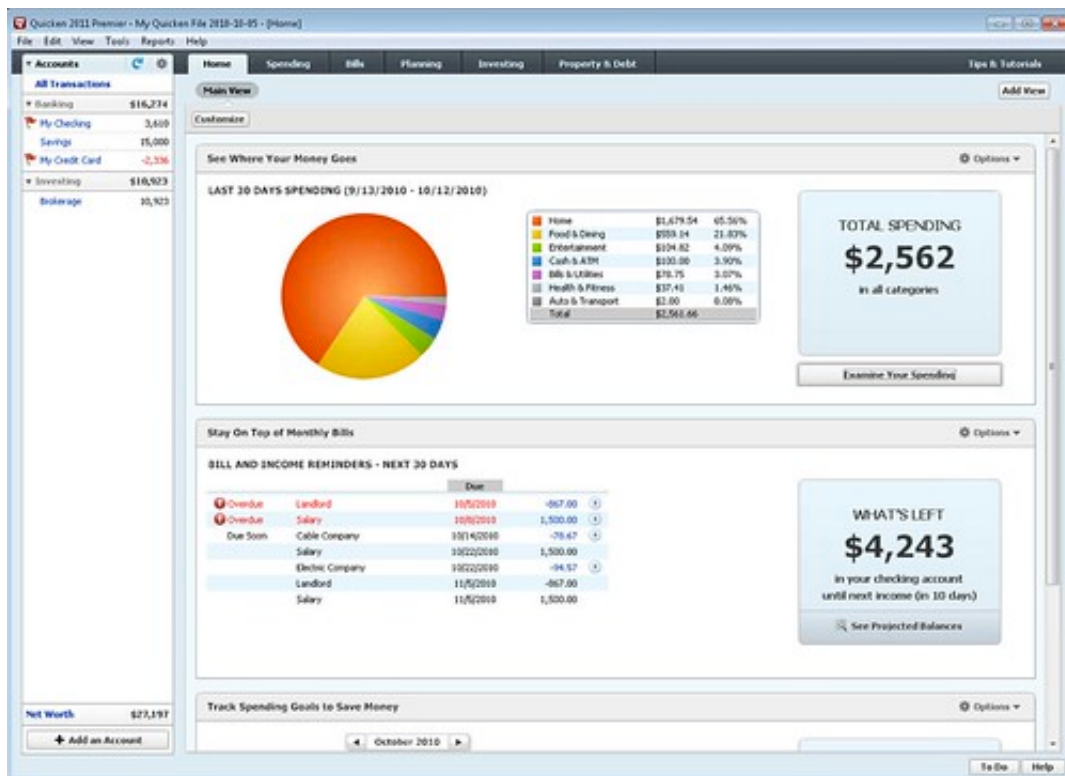 Quicken 2011 Premier - My Quicken File 2010-10-05 - [Home]
File Edit View Tools Reports Help
Accounts
Home Spending Bills Planning Investing Property & Debt Tips & Tutorials
All Transactions
Main View Add View
Banking $16,274
My Checking 3,610
Customize
Savings 15,000
My Credit Card -2,336
Investing $10,923
Brokerage 10,923
See Where Your Money Goes Options
LAST 30 DAYS SPENDING (9/13/2010 - 10/12/2010)
Home $1,679.54 65.56%
Food & Dining $559.14 21.83%
Entertainment $104.82 4.09%
Cash & ATM $100.00 3.90%
Bills & Utilities $78.75 3.07%
Health & Fitness $37.41 1.46%
Auto & Transport $2.00 0.08%
Total $2,561.66
TOTAL SPENDING
$2,562
in all categories
Examine Your Spending
Stay On Top of Monthly Bills Options
BILL AND INCOME REMINDERS - NEXT 30 DAYS
Due
Overdue Landlord 10/5/2010 -867.00
Overdue Salary 10/8/2010 1,500.00
Due Soon Cable Company 10/14/2010 -78.67
Salary 10/22/2010 1,500.00
Electric Company 10/22/2010 -94.57
Landlord 11/5/2010 -867.00
Salary 11/5/2010 1,500.00
WHAT'S LEFT
$4,243
in your checking account
until next income (in 10 days)
See Projected Balances
Track Spending Goals to Save Money Options
Net Worth $27,197
Add an Account
October 2010
To Do Help